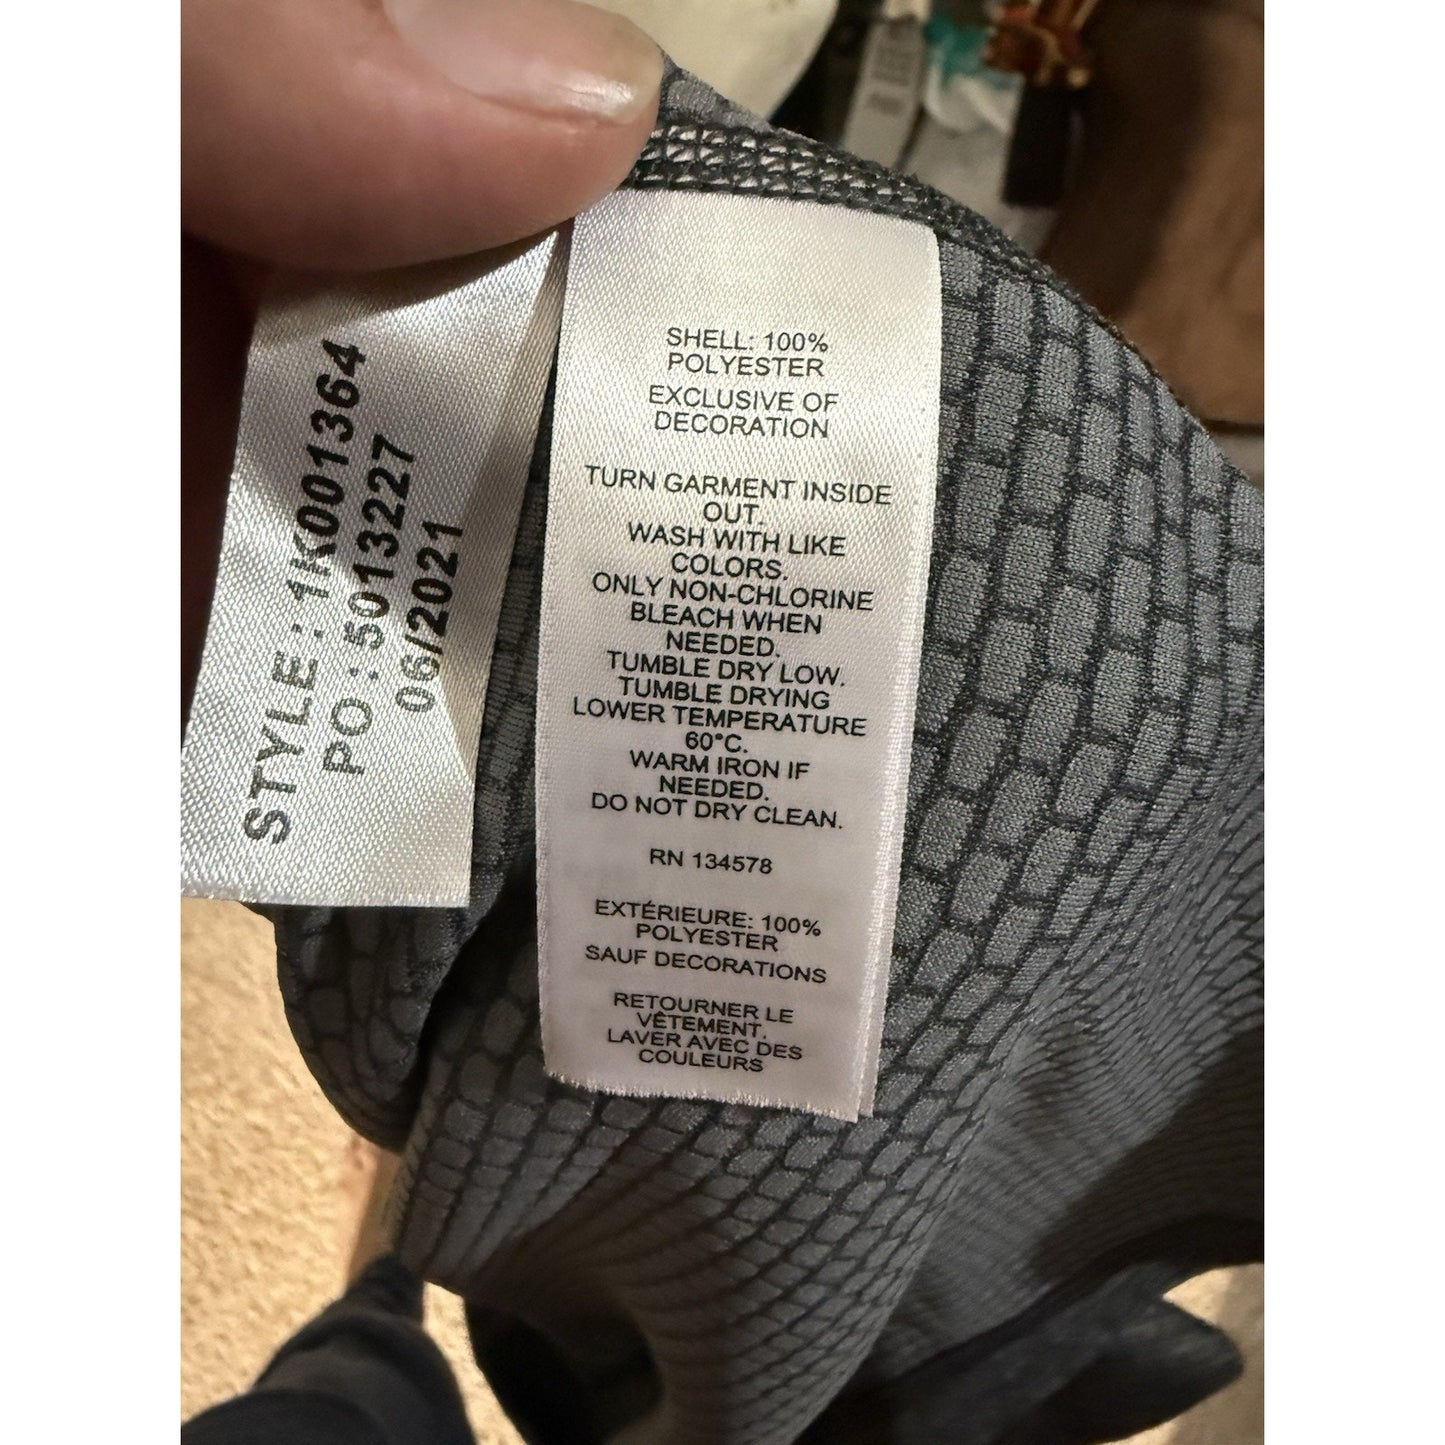 STYLE : 1K001364
PO : 5013227
06/2021
SHELL: 100%
POLYESTER
EXCLUSIVE OF
DECORATION
TURN GARMENT INSIDE
OUT.
WASH WITH LIKE
COLORS.
ONLY NON-CHLORINE
BLEACH WHEN
NEEDED.
TUMBLE DRY LOW.
TUMBLE DRYING
LOWER TEMPERATURE
60°C.
WARM IRON IF
NEEDED.
DO NOT DRY CLEAN.
RN 134578
EXTÉRIEURE: 100%
POLYESTER
SAUF DECORATIONS
RETOURNER LE
VÊTEMENT.
LAVER AVEC DES
COULEURS